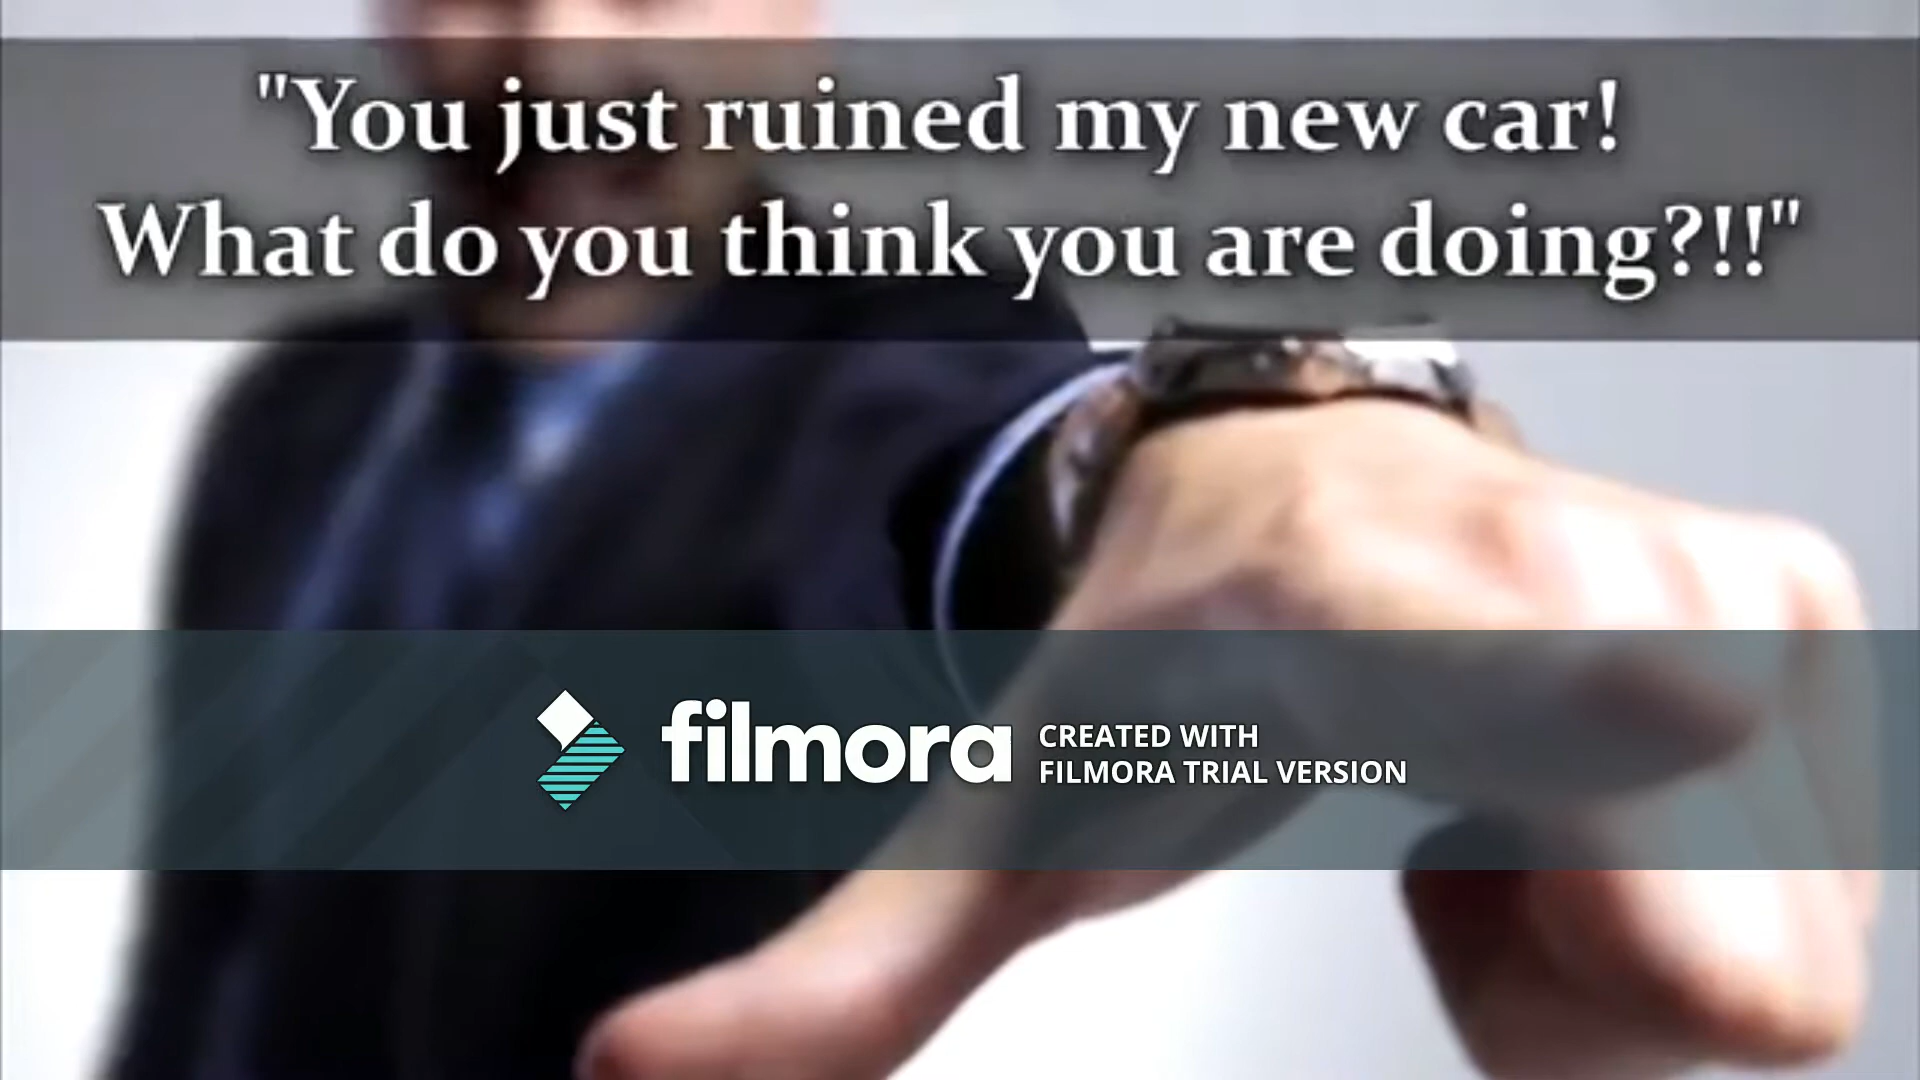 "You just ruined my new car!
What do you think you are doing?!!"
filmora
CREATED WITH
FILMORA TRIAL VERSION